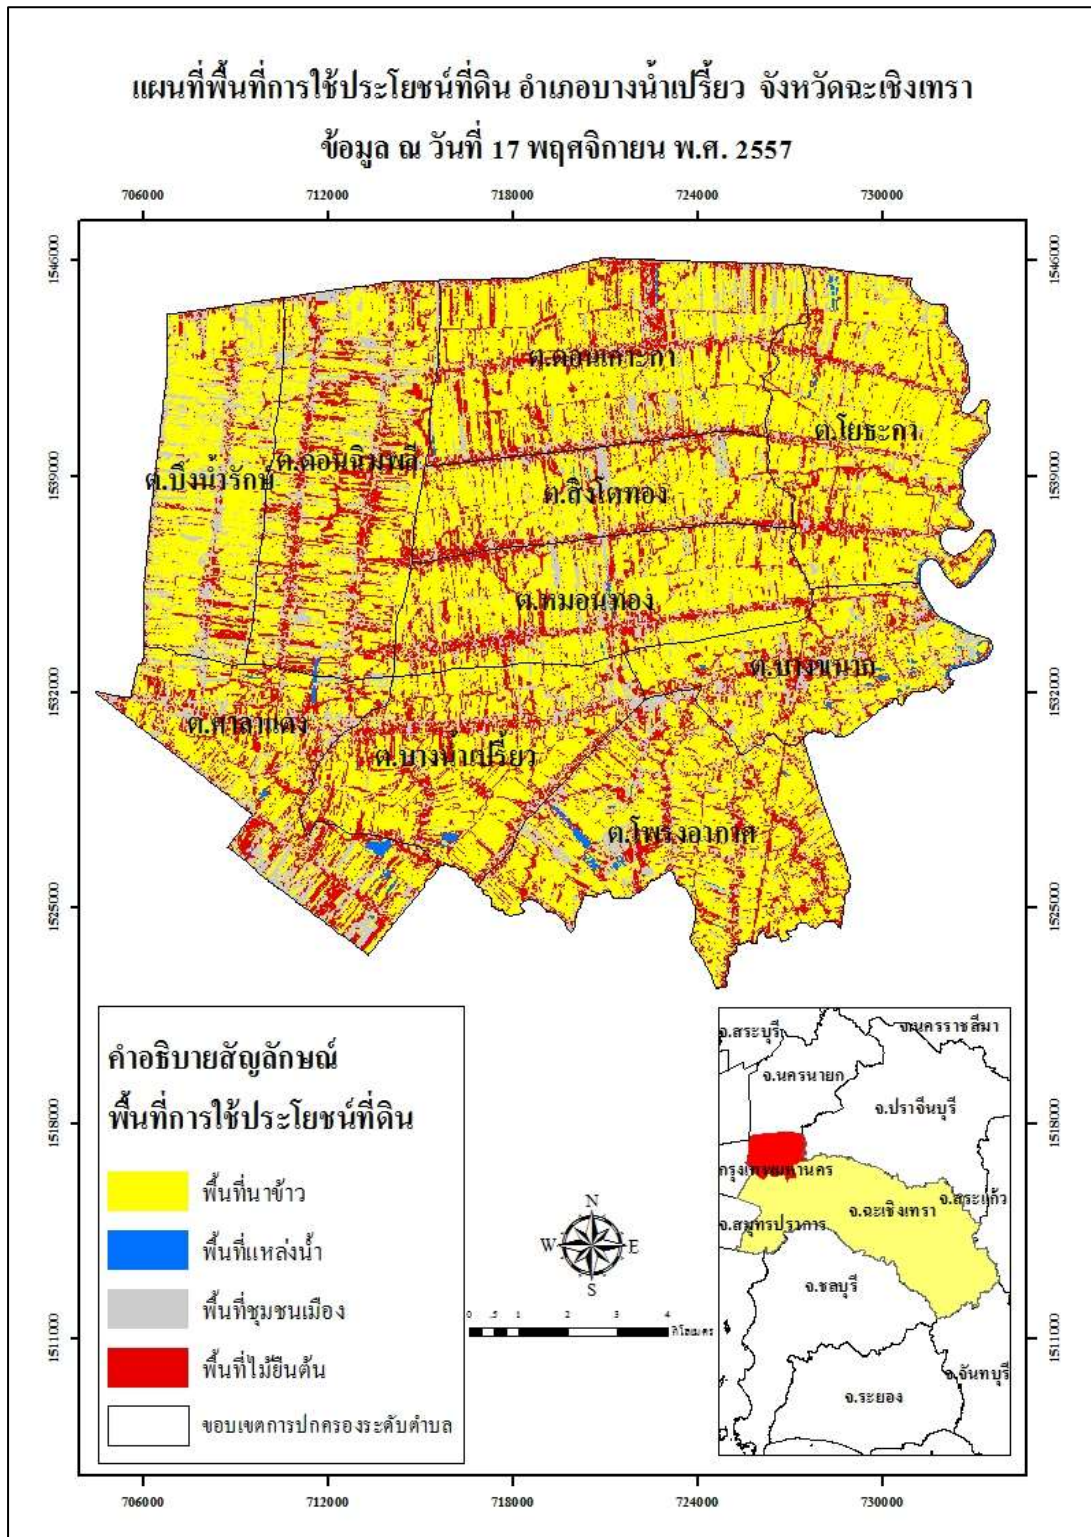 แผนที่พื้นที่การใช้ประโยชน์ที่ดิน อำเภอบางน้ำเปรี้ยว จังหวัดฉะเชิงเทรา
ข้อมูล ณ วันที่ 17 พฤศจิกายน พ.ศ. 2557
706000 712000 718000 724000 730000
1546000 1546000
ต.ดอนเกาะกา
ต.โยธะกา
ต.ดอนฉิมพลี
ต.บึงน้ำรักษ์
1539000 1539000
ต.สิงโตทอง
ต.หมอนทอง
ต.บางขนาก
1532000 1532000
ต.ศาลาแดง
ต.บางน้ำเปรี้ยว
ต.โพรงอากาศ
1525000 1525000
คำอธิบายสัญลักษณ์
พื้นที่การใช้ประโยชน์ที่ดิน
พื้นที่นาข้าว
พื้นที่แหล่งน้ำ
พื้นที่ชุมชนเมือง
พื้นที่ไม้ยืนต้น
ขอบเขตการปกครองระดับตำบล
1518000 1518000
N
W E
S
0 .5 1 2 3 4
กิโลเมตร
จ.สระบุรี
จ.นครราชสีมา
จ.นครนายก
จ.ปราจีนบุรี
กรุงเทพมหานคร
จ.สระแก้ว
จ.ฉะเชิงเทรา
จ.สมุทรปราการ
จ.ชลบุรี
จ.จันทบุรี
จ.ระยอง
1511000 1511000
706000 712000 718000 724000 730000